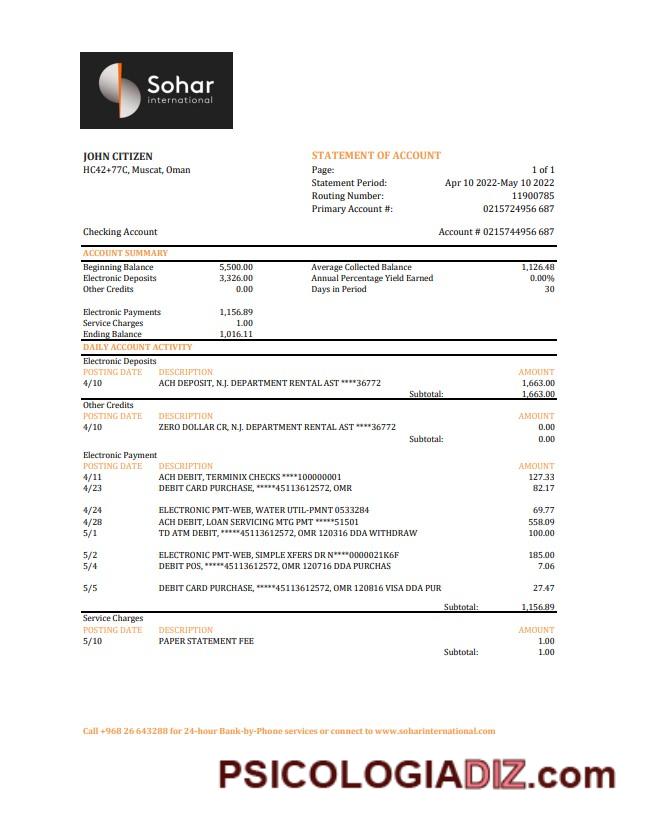 Sohar
international
JOHN CITIZEN
HC42+77C, Muscat, Oman
STATEMENT OF ACCOUNT
Page: 1 of 1
Statement Period: Apr 10 2022-May 10 2022
Routing Number: 11900785
Primary Account #: 0215724956 687
Checking Account Account # 0215744956 687
ACCOUNT SUMMARY
Beginning Balance 5,500.00 Average Collected Balance 1,126.48
Electronic Deposits 3,326.00 Annual Percentage Yield Earned 0.00%
Other Credits 0.00 Days in Period 30
Electronic Payments 1,156.89
Service Charges 1.00
Ending Balance 1,016.11
DAILY ACCOUNT ACTIVITY
Electronic Deposits
POSTING DATE DESCRIPTION AMOUNT
4/10 ACH DEPOSIT, N.J. DEPARTMENT RENTAL AST ****36772 1,663.00
Subtotal: 1,663.00
Other Credits
POSTING DATE DESCRIPTION AMOUNT
4/10 ZERO DOLLAR CR, N.J. DEPARTMENT RENTAL AST ****36772 0.00
Subtotal: 0.00
Electronic Payment
POSTING DATE DESCRIPTION AMOUNT
4/11 ACH DEBIT, TERMINIX CHECKS ****100000001 127.33
4/23 DEBIT CARD PURCHASE, *****45113612572, OMR 82.17
4/24 ELECTRONIC PMT-WEB, WATER UTIL-PMNT 0533284 69.77
4/28 ACH DEBIT, LOAN SERVICING MTG PMT *****51501 558.09
5/1 TD ATM DEBIT, *****45113612572, OMR 120316 DDA WITHDRAW 100.00
5/2 ELECTRONIC PMT-WEB, SIMPLE XFERS DR N****0000021K6F 185.00
5/4 DEBIT POS, *****45113612572, OMR 120716 DDA PURCHAS 7.06
5/5 DEBIT CARD PURCHASE, *****45113612572, OMR 120816 VISA DDA PUR 27.47
Subtotal: 1,156.89
Service Charges
POSTING DATE DESCRIPTION AMOUNT
5/10 PAPER STATEMENT FEE 1.00
Subtotal: 1.00
Call +968 26 643288 for 24-hour Bank-by-Phone services or connect to www.soharinternational.com
PSICOLOGIADIZ.com